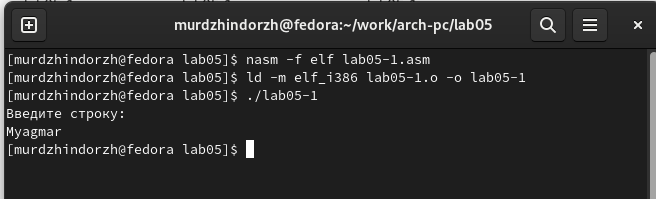 murdzhindorzh@fedora:~/work/arch-pc/lab05
[murdzhindorzh@fedora lab05]$ nasm -f elf lab05-1.asm
[murdzhindorzh@fedora lab05]$ ld -m elf_i386 lab05-1.o -o lab05-1
[murdzhindorzh@fedora lab05]$ ./lab05-1
Введите строку:
Myagmar
[murdzhindorzh@fedora lab05]$